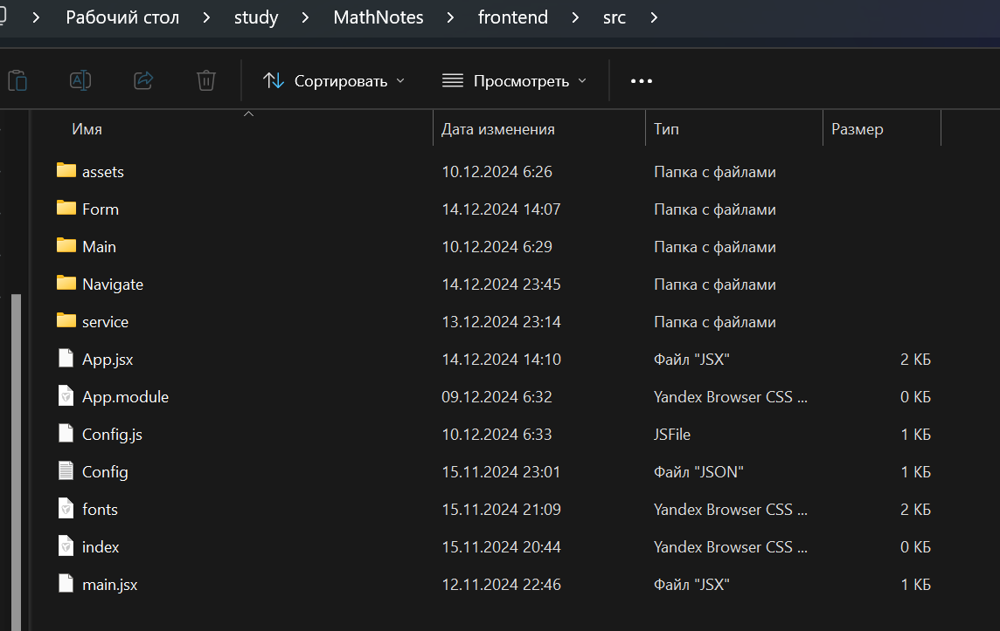 Рабочий стол > study > MathNotes > frontend > src >
Сортировать Просмотреть
Имя Дата изменения Тип Размер
assets 10.12.2024 6:26 Папка с файлами
Form 14.12.2024 14:07 Папка с файлами
Main 10.12.2024 6:29 Папка с файлами
Navigate 14.12.2024 23:45 Папка с файлами
service 13.12.2024 23:14 Папка с файлами
App.jsx 14.12.2024 14:10 Файл "JSX" 2 КБ
App.module 09.12.2024 6:32 Yandex Browser CSS ... 0 КБ
Config.js 10.12.2024 6:33 JSFile 1 КБ
Config 15.11.2024 23:01 Файл "JSON" 1 КБ
fonts 15.11.2024 21:09 Yandex Browser CSS ... 2 КБ
index 15.11.2024 20:44 Yandex Browser CSS ... 0 КБ
main.jsx 12.11.2024 22:46 Файл "JSX" 1 КБ